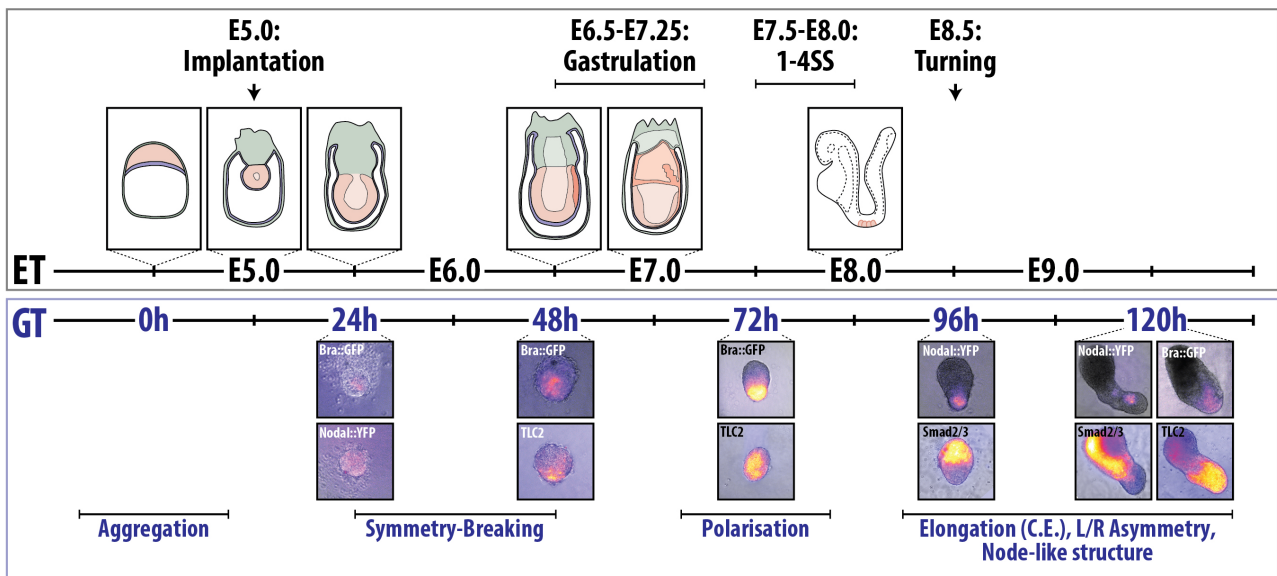 E5.0:
Implantation
E6.5-E7.25:
Gastrulation
E7.5-E8.0:
1-4SS
E8.5:
Turning
ET E5.0 E6.0 E7.0 E8.0 E9.0
GT 0h 24h 48h 72h 96h 120h
Bra::GFP Bra::GFP Bra::GFP Nodal::YFP Nodal::YFP Bra::GFP
Nodal::YFP TLC2 TLC2 Smad2/3 Smad2/3 TLC2
Aggregation Symmetry-Breaking Polarisation Elongation (C.E.), L/R Asymmetry,
Node-like structure